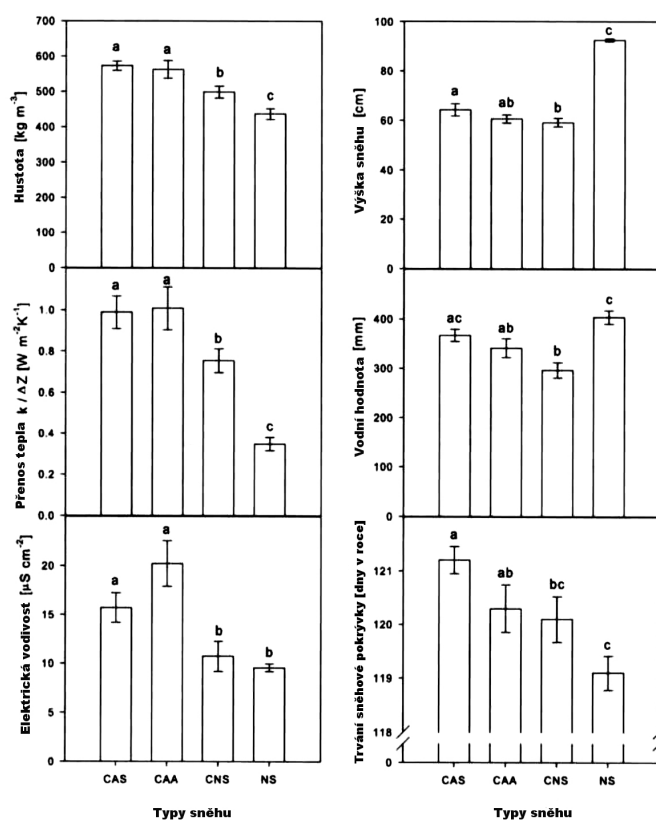 Hustota [kg m⁻³]
700
600
500
400
300
200
100
0
a
a
b
c
Přenos tepla k / ΔZ [W m⁻²K⁻¹]
1.0
0.8
0.6
0.4
0.2
0.0
a
a
b
c
Elektrická vodivost [µS cm⁻²]
20
15
10
5
0
a
a
b
b
CAS CAA CNS NS
Typy sněhu
Výška sněhu [cm]
100
80
60
40
20
0
a
ab
b
c
Vodní hodnota [mm]
400
300
200
100
0
ac
ab
b
c
Trvání sněhové pokrývky [dny v roce]
121
120
119
118
0
a
ab
bc
c
CAS CAA CNS NS
Typy sněhu